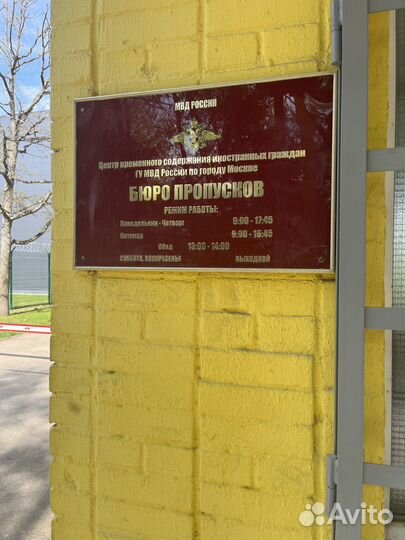 МВД РОССИИ
Центр временного содержания иностранных граждан
ГУ МВД России по городу Москве
БЮРО ПРОПУСКОВ
РЕЖИМ РАБОТЫ:
Понедельник - Четверг 9:00 - 17:45
Пятница 9:00 - 16:45
Обед 13:00 - 14:00
СУББОТА, ВОСКРЕСЕНЬЕ ВЫХОДНОЙ
Avito